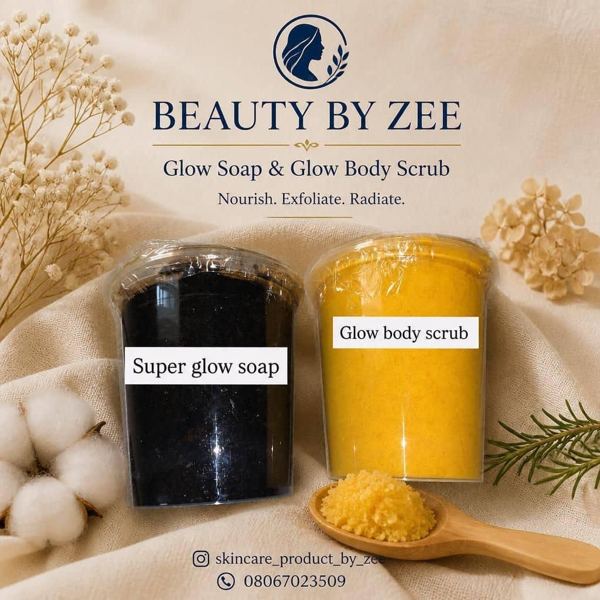 BEAUTY BY ZEE
Glow Soap & Glow Body Scrub
Nourish. Exfoliate. Radiate.
Super glow soap
Glow body scrub
skincare_product_by_zee
08067023509